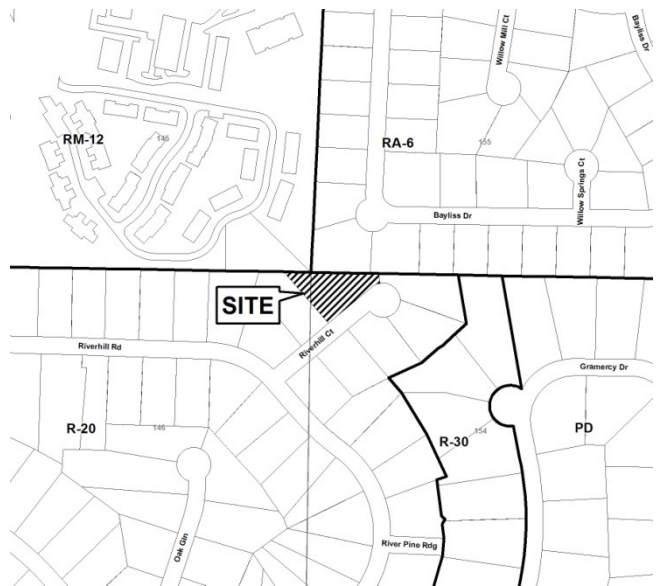 Willow Mill Ct
Bayliss Dr
RM-12
145
RA-6
155
Willow Springs Ct
Bayliss Dr
SITE
Riverhill Ct
Riverhill Rd
Gramercy Dr
R-20
146
R-30
154
PD
Oak Gln
River Pine Rdg